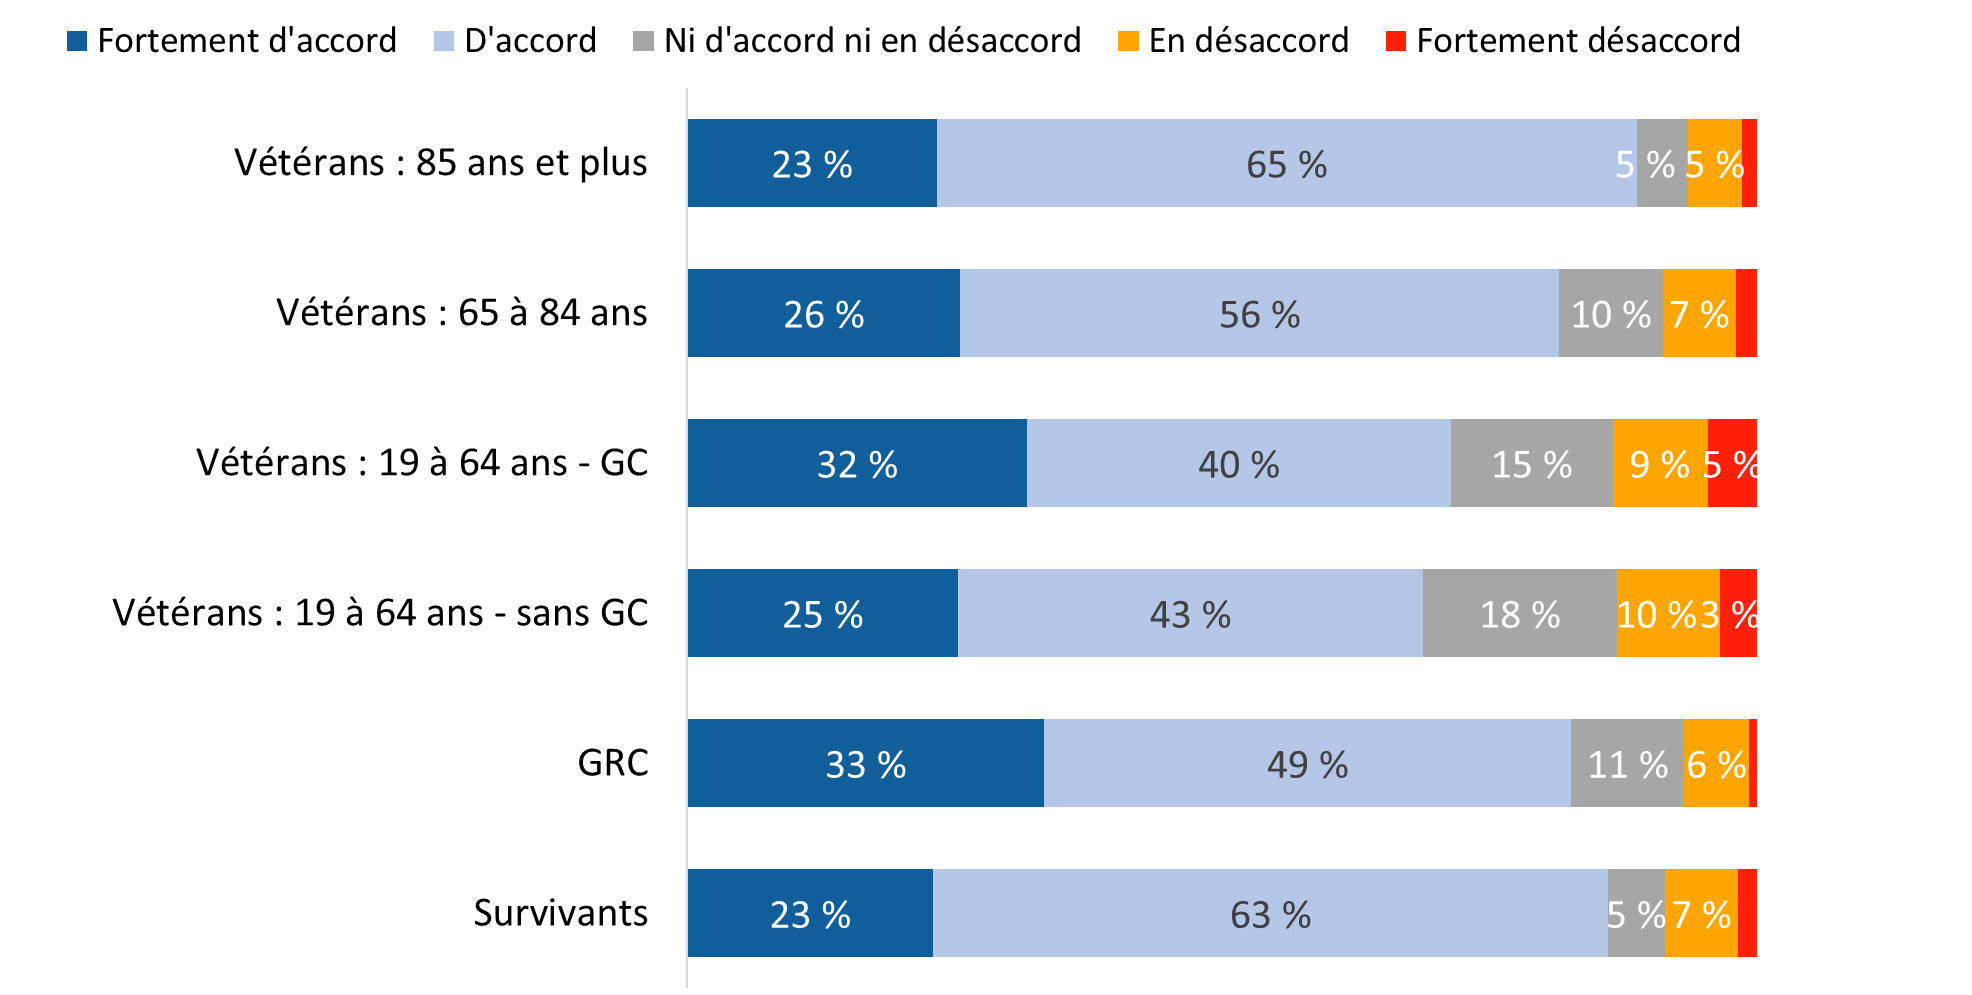 Fortement d'accord D'accord Ni d'accord ni en désaccord En désaccord Fortement désaccord
Vétérans : 85 ans et plus 23 % 65 % 5 % 5 %
Vétérans : 65 à 84 ans 26 % 56 % 10 % 7 %
Vétérans : 19 à 64 ans - GC 32 % 40 % 15 % 9 % 5 %
Vétérans : 19 à 64 ans - sans GC 25 % 43 % 18 % 10 % 3 %
GRC 33 % 49 % 11 % 6 %
Survivants 23 % 63 % 5 % 7 %